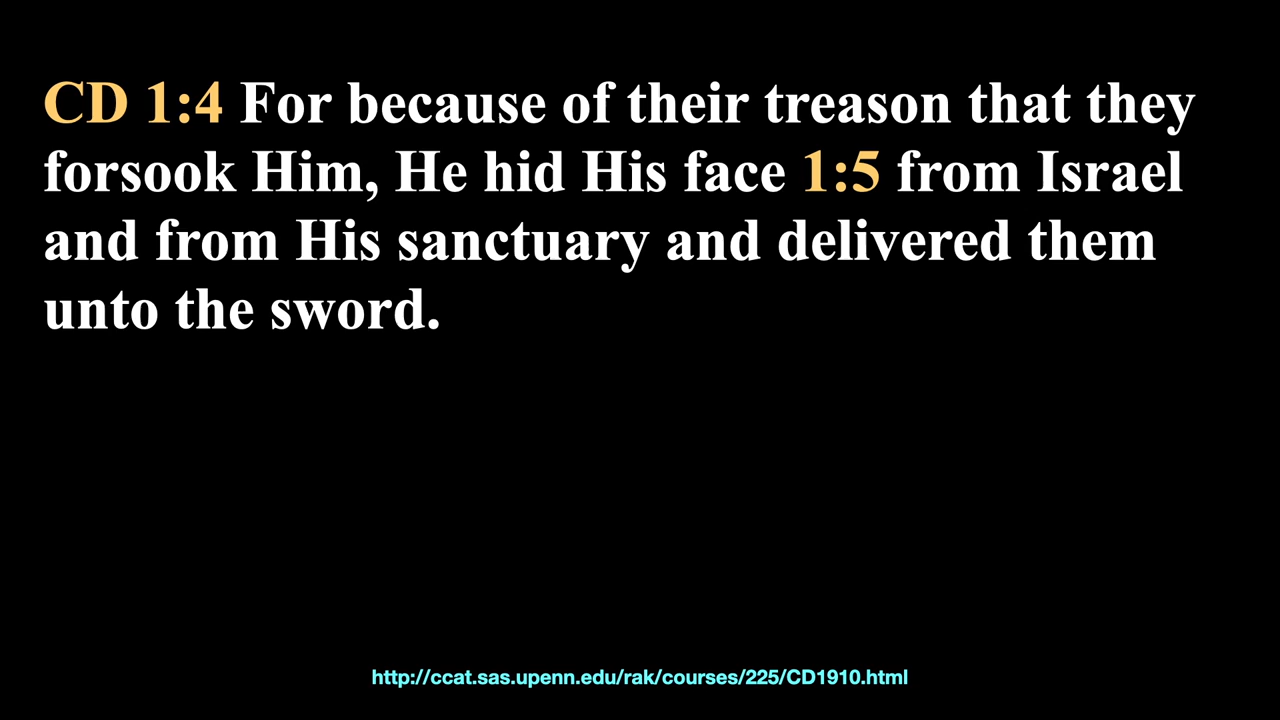 CD 1:4 For because of their treason that they
forsook Him, He hid His face 1:5 from Israel
and from His sanctuary and delivered them
unto the sword.
http://ccat.sas.upenn.edu/rak/courses/225/CD1910.html